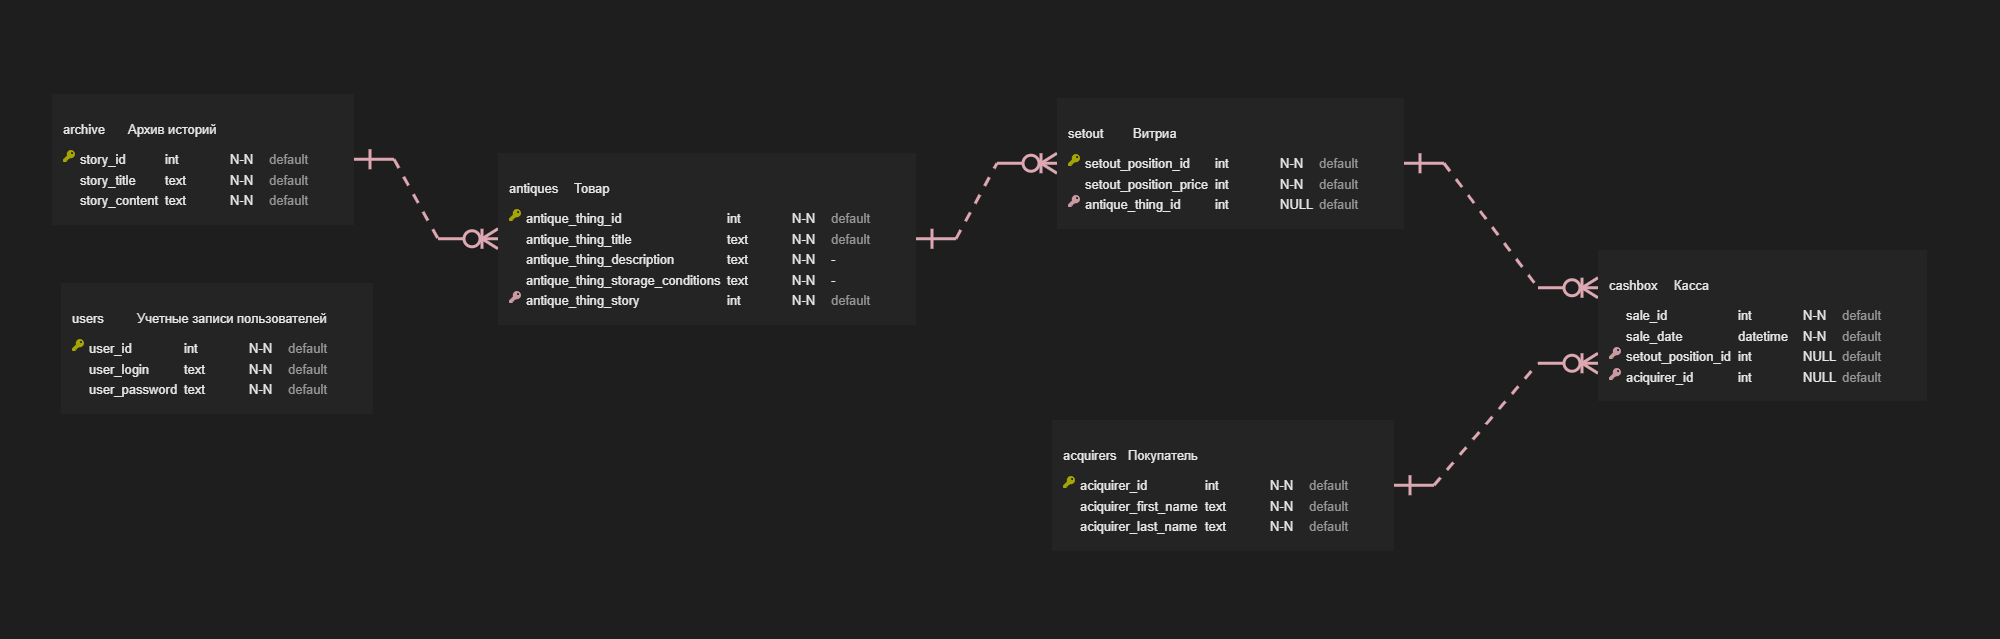 archive Архив историй
story_id int N-N default
story_title text N-N default
story_content text N-N default
users Учетные записи пользователей
user_id int N-N default
user_login text N-N default
user_password text N-N default
antiques Товар
antique_thing_id int N-N default
antique_thing_title text N-N default
antique_thing_description text N-N -
antique_thing_storage_conditions text N-N -
antique_thing_story int N-N default
setout Витриа
setout_position_id int N-N default
setout_position_price int N-N default
antique_thing_id int NULL default
acquirers Покупатель
aciquirer_id int N-N default
aciquirer_first_name text N-N default
aciquirer_last_name text N-N default
cashbox Касса
sale_id int N-N default
sale_date datetime N-N default
setout_position_id int NULL default
aciquirer_id int NULL default